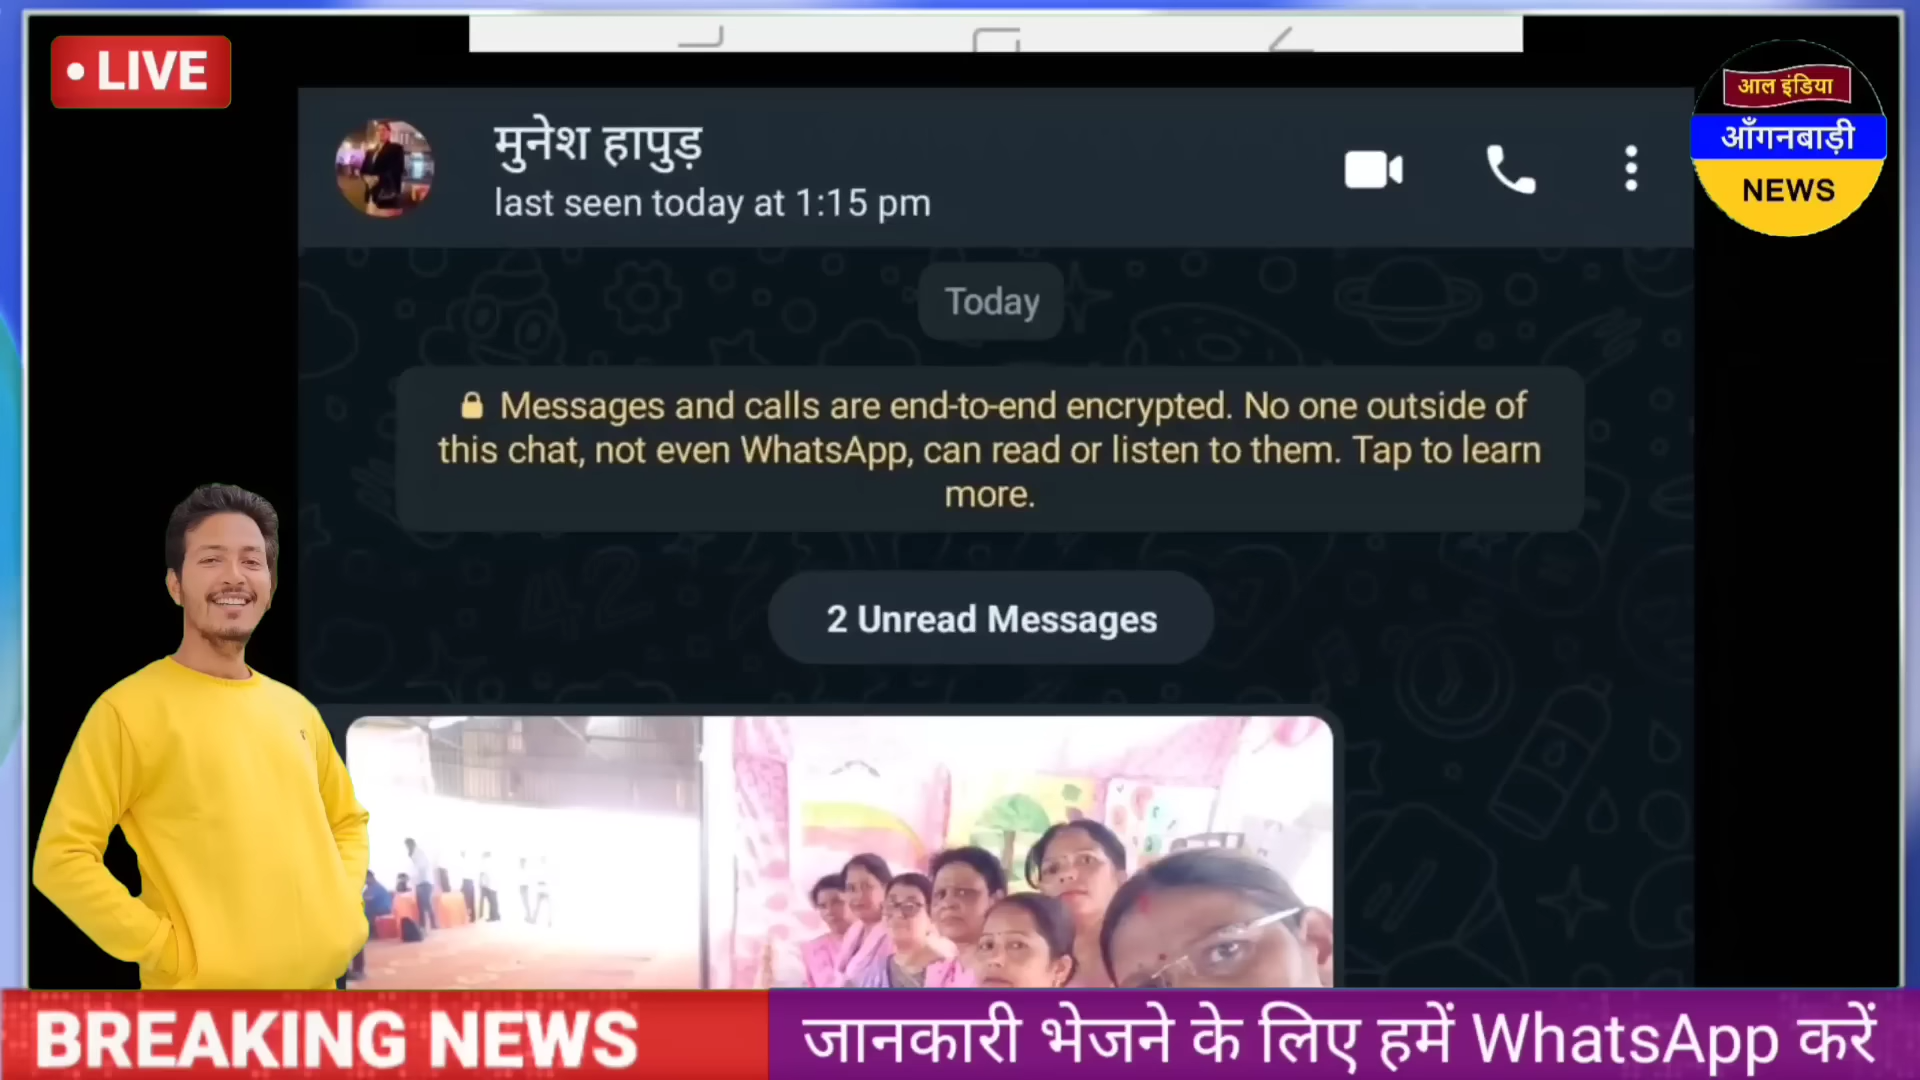 LIVE
आल इंडिया
आँगनबाड़ी
NEWS
मुनेश हापुड़
last seen today at 1:15 pm
Today
Messages and calls are end-to-end encrypted. No one outside of
this chat, not even WhatsApp, can read or listen to them. Tap to learn
more.
2 Unread Messages
BREAKING NEWS
जानकारी भेजने के लिए हमें WhatsApp करें